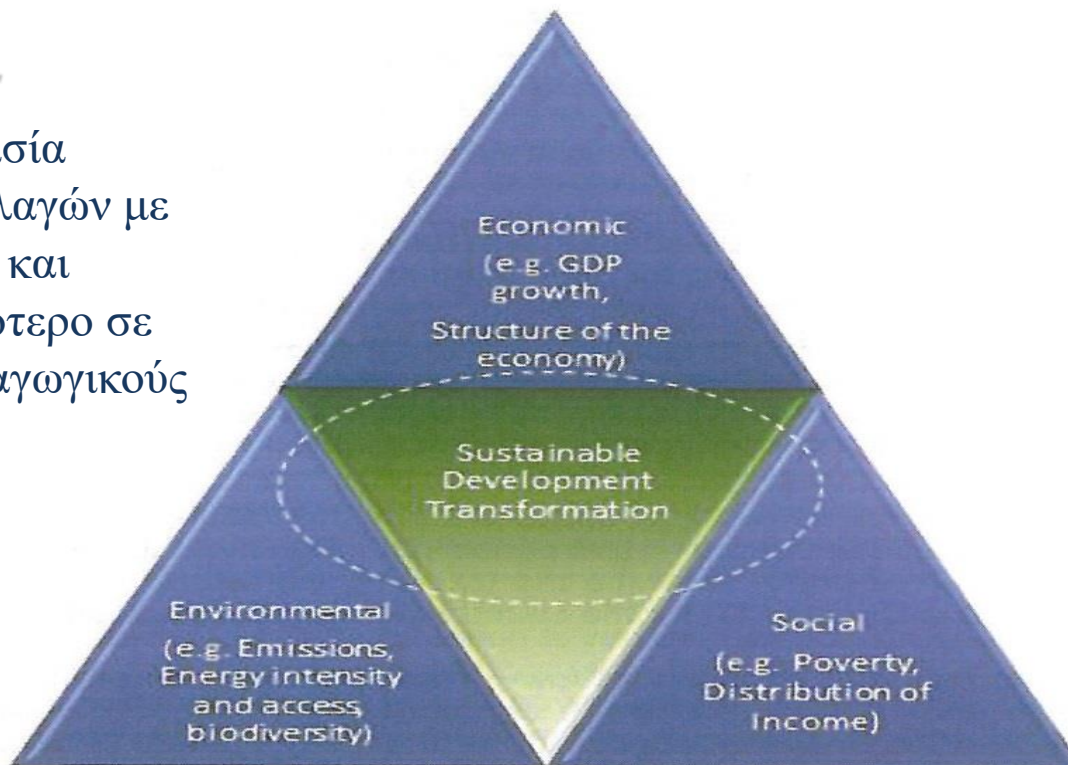 σία
λαγών με
και
ότερο σε
αγωγικούς
Economic
(e.g. GDP
growth,
Structure of the
economy)
Sustainable
Development
Transformation
Environmental
(e.g. Emissions,
Energy intensity
and access,
biodiversity)
Social
(e.g. Poverty,
Distribution of
Income)